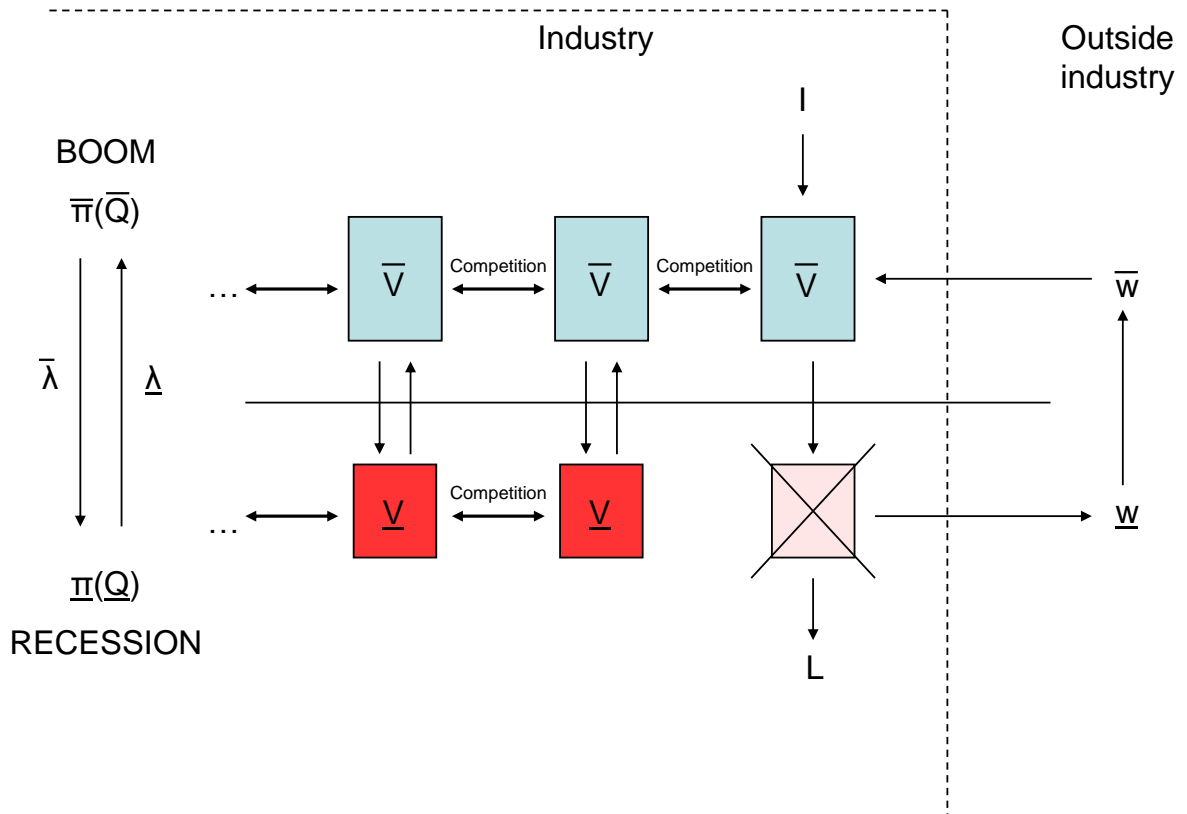 Industry
Outside
industry
I
BOOM
π̅(Q̅)
V̅
Competition
V̅
Competition
V̅
...
w̅
λ̅
λ̲
V̲
Competition
V̲
...
w̲
π̲(Q̲)
RECESSION
L